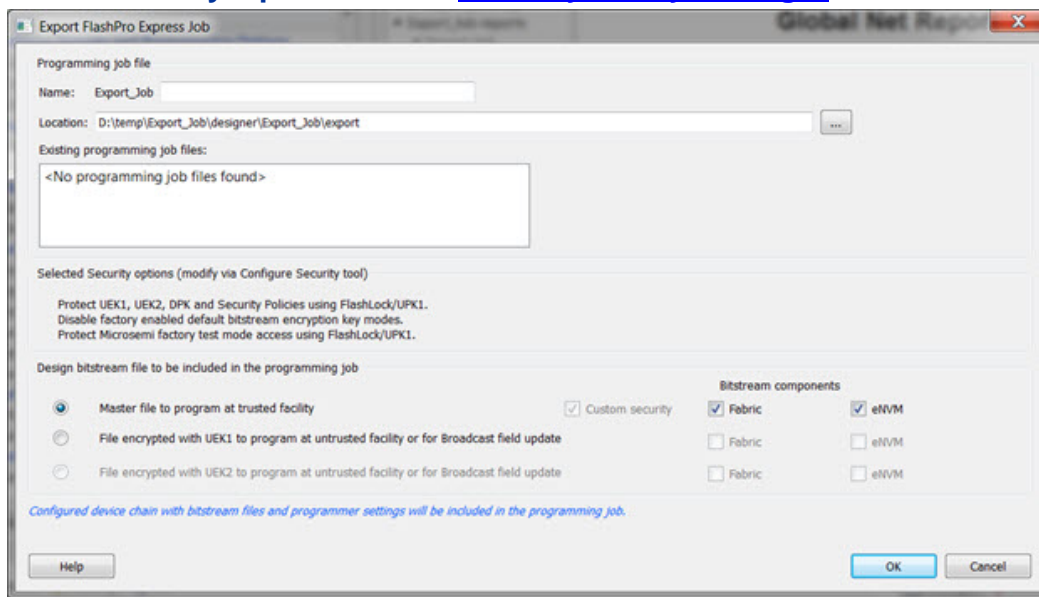 Export FlashPro Express Job
Global Net Repor
Programming job file
Name: Export_Job
Location: D:\temp\Export_Job\designer\Export_Job\export
...
Existing programming job files:
<No programming job files found>
Selected Security options (modify via Configure Security tool)
Protect UEK1, UEK2, DPK and Security Policies using FlashLock/UPK1.
Disable factory enabled default bitstream encryption key modes.
Protect Microsemi factory test mode access using FlashLock/UPK1.
Design bitstream file to be included in the programming job
Bitstream components
Master file to program at trusted facility Custom security Fabric eNVM
File encrypted with UEK1 to program at untrusted facility or for Broadcast field update Fabric eNVM
File encrypted with UEK2 to program at untrusted facility or for Broadcast field update Fabric eNVM
Configured device chain with bitstream files and programmer settings will be included in the programming job.
Help OK Cancel